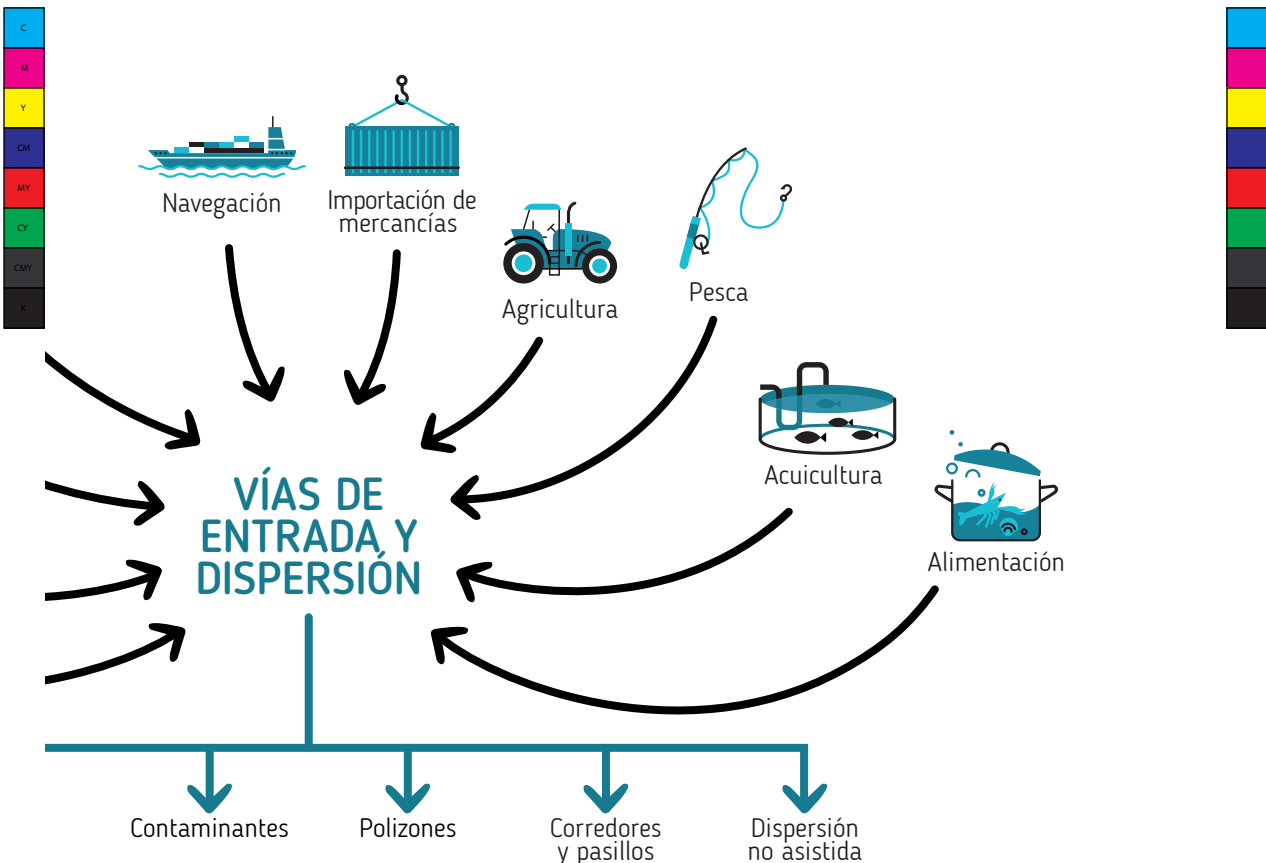 C
M
Y
CM
MY
CY
CMY
K
Navegación
Importación de
mercancías
Agricultura
Pesca
Acuicultura
Alimentación
VÍAS DE
ENTRADA Y
DISPERSIÓN
Contaminantes
Polizones
Corredores
y pasillos
Dispersión
no asistida